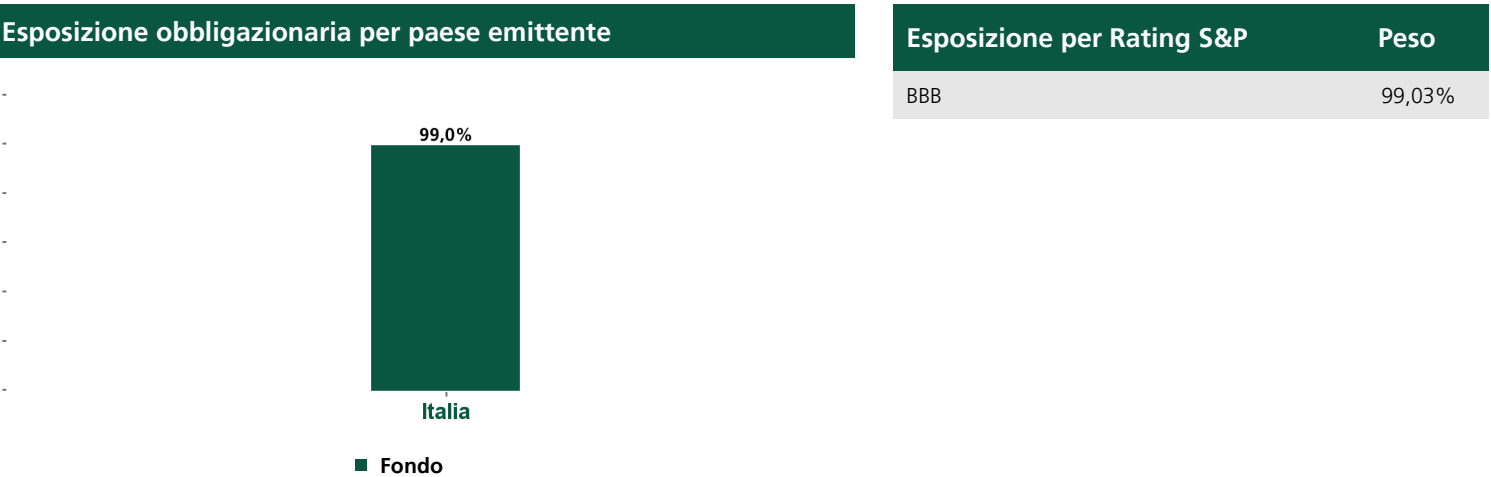 Esposizione obbligazionaria per paese emittente
99,0%
Italia
Fondo
Esposizione per Rating S&P Peso
BBB 99,03%